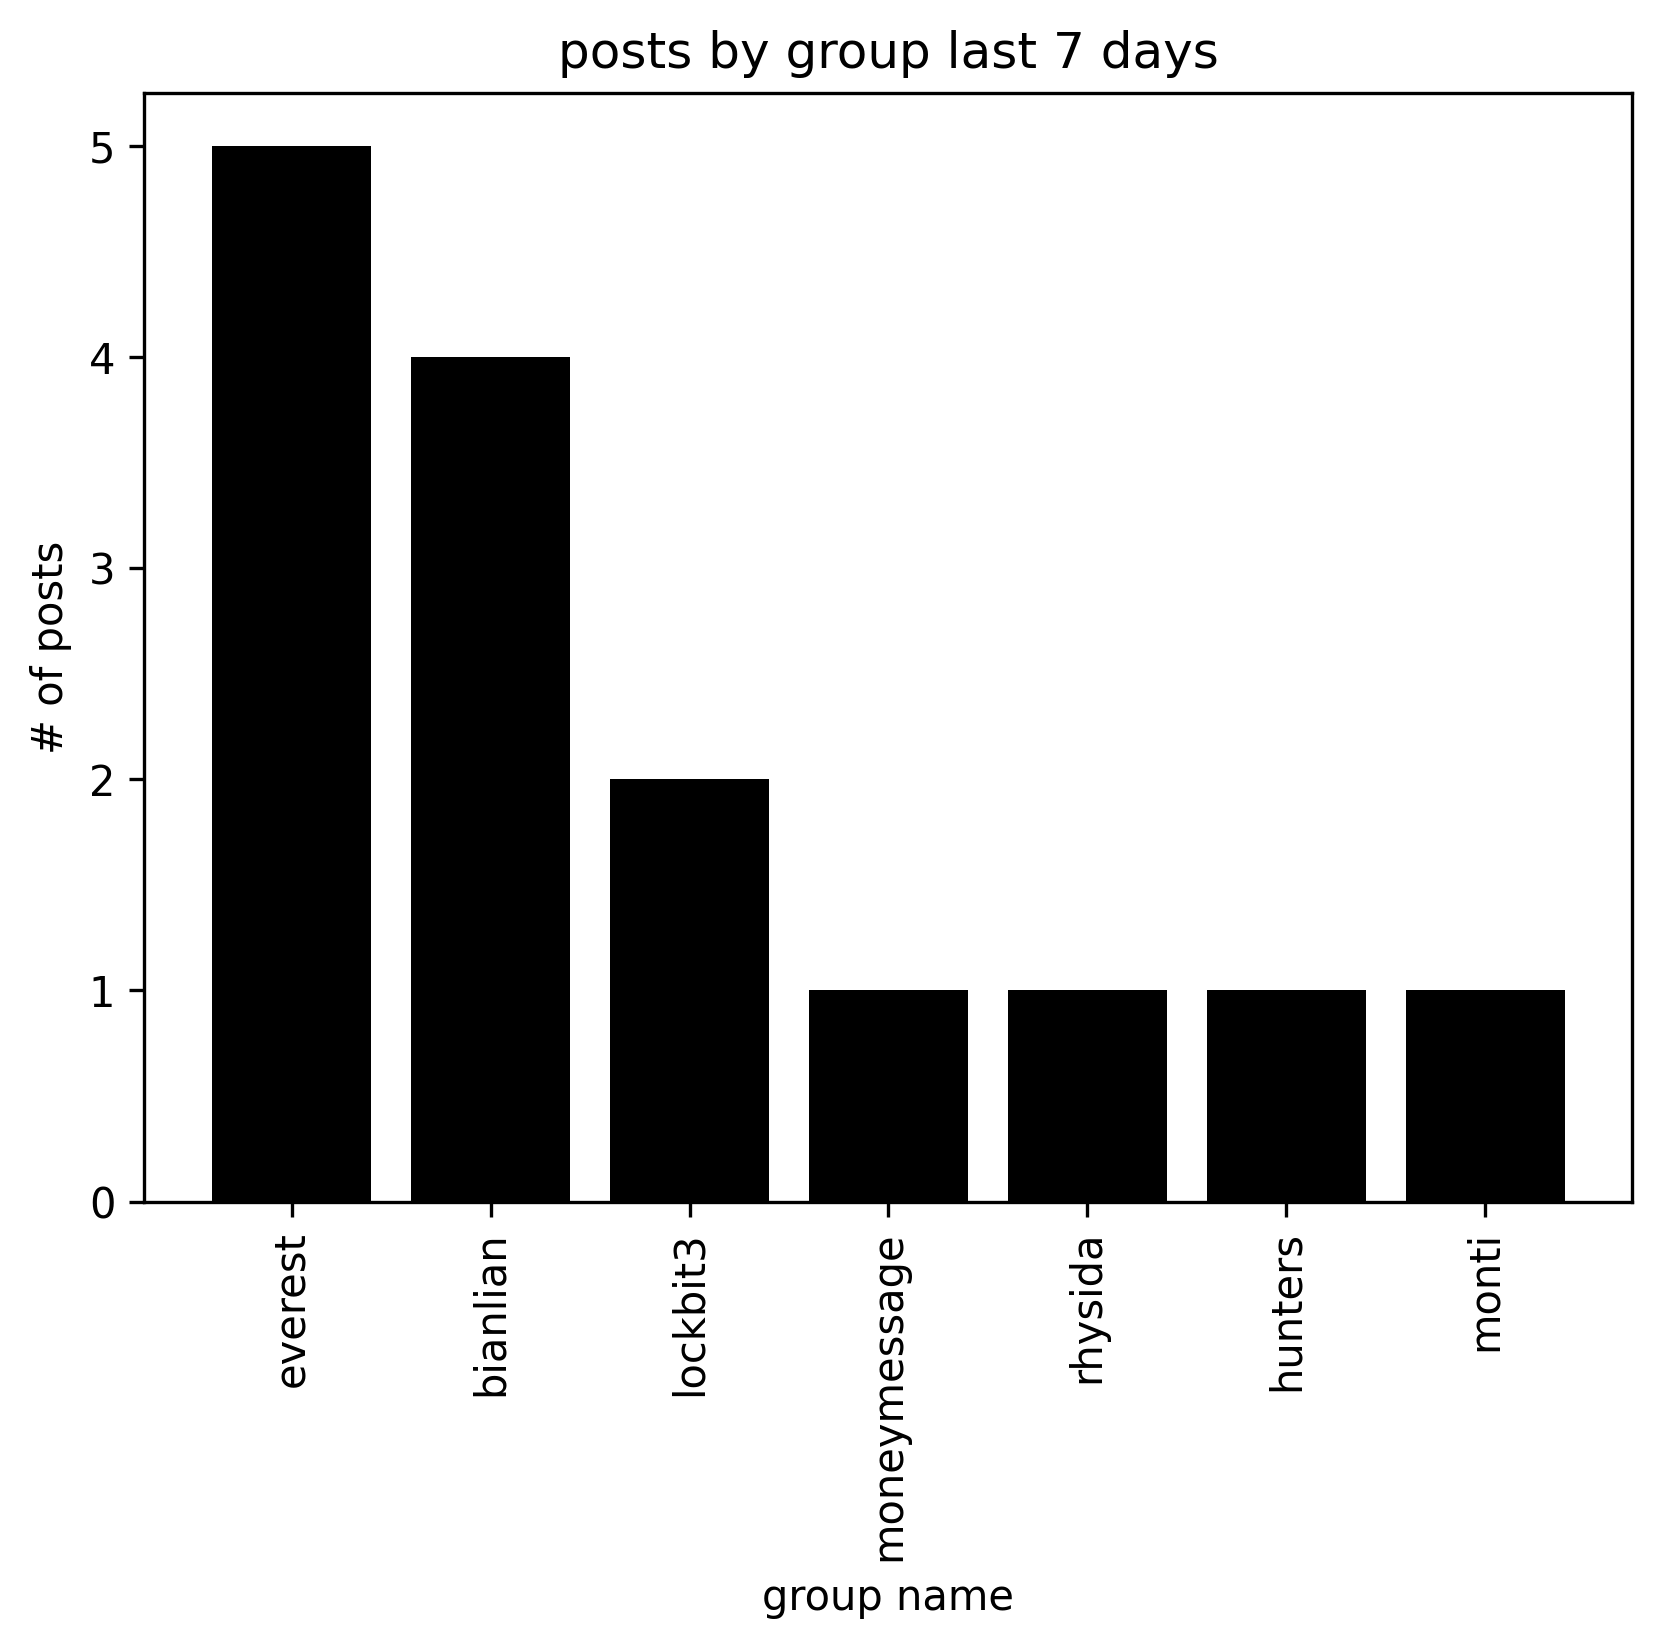 posts by group last 7 days
# of posts
5
4
3
2
1
0
everest
bianlian
lockbit3
moneymessage
rhysida
hunters
monti
group name